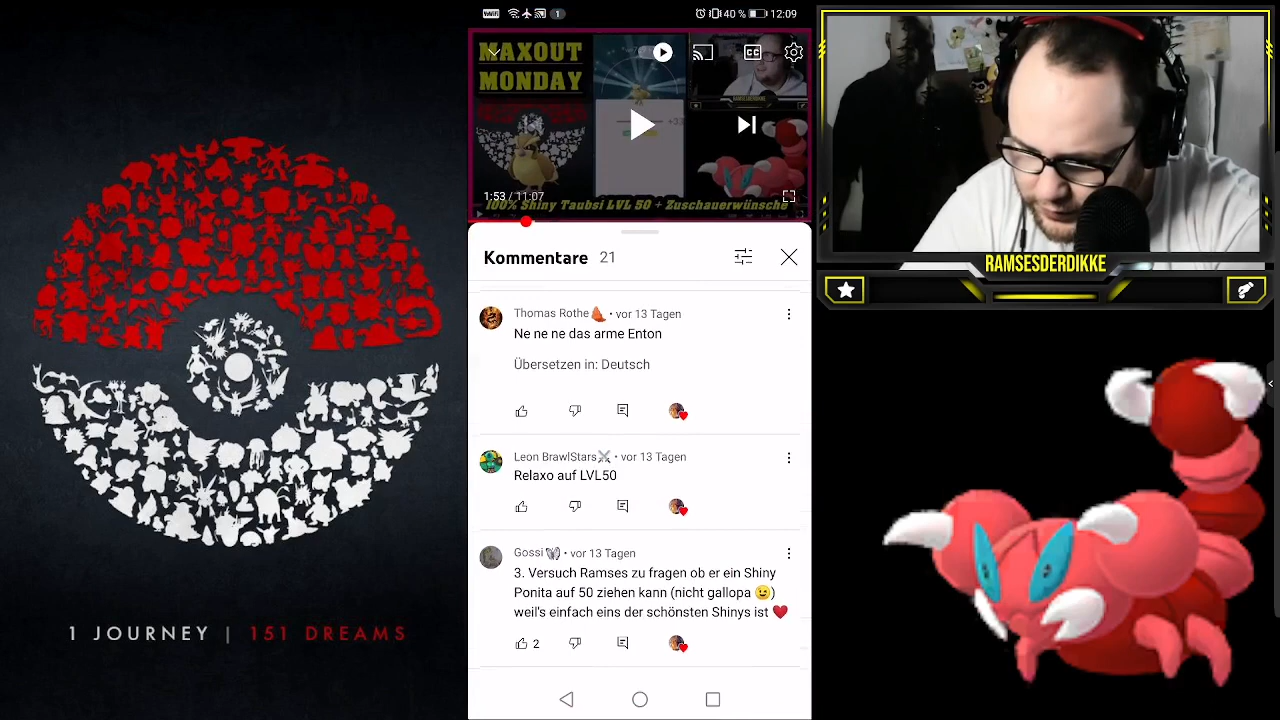 VoWiFi
1
40 %
12:09
MAXOUT
MONDAY
CC
RAMSESDERDIKKE
1:53 / 11:07
100% Shiny Taubsi LVL 50 + Zuschauerwünsche
Kommentare 21
Thomas Rothe • vor 13 Tagen
Ne ne ne das arme Enton
Übersetzen in: Deutsch
Leon BrawlStars • vor 13 Tagen
Relaxo auf LVL50
Gossi • vor 13 Tagen
3. Versuch Ramses zu fragen ob er ein Shiny
Ponita auf 50 ziehen kann (nicht gallopa 😉)
weil's einfach eins der schönsten Shinys ist ❤️
2
1 JOURNEY | 151 DREAMS
RAMSESDERDIKKE